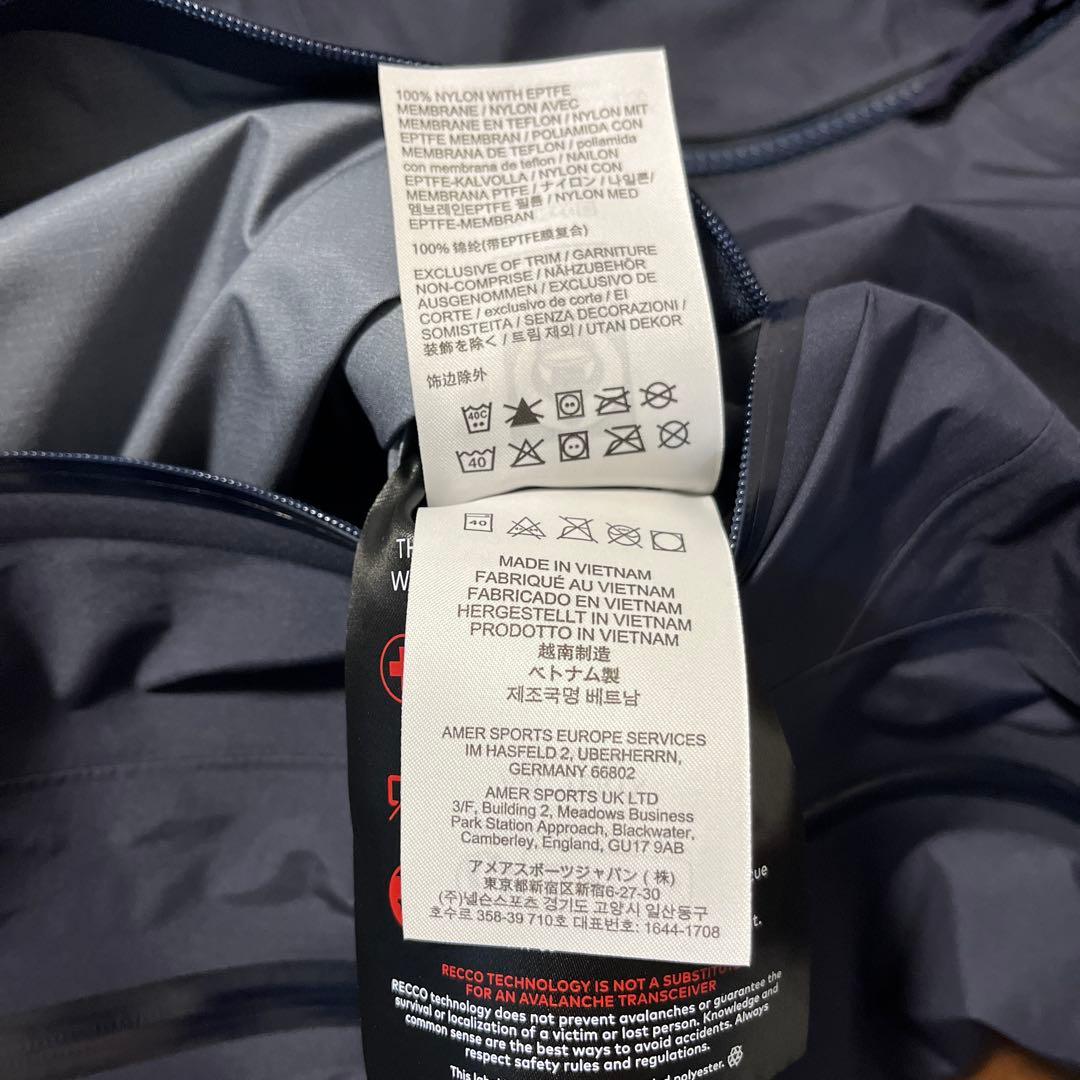 100% NYLON WITH EPTFE
MEMBRANE / NYLON AVEC
MEMBRANE EN TEFLON / NYLON MIT
EPTFE MEMBRAN / POLIAMIDA CON
MEMBRANA DE TEFLON / poliamida
con membrana de teflon / NAILON
EPTFE-KALVOLLA / NYLON CON
MEMBRANA PTFE / ナイロン / 나일론/
멤브레인EPTFE 필름 / NYLON MED
EPTFE-MEMBRAN
100% 锦纶(带EPTFE膜复合)
EXCLUSIVE OF TRIM / GARNITURE
NON-COMPRISE / NÄHZUBEHÖR
AUSGENOMMEN / EXCLUSIVO DE
CORTE / exclusivo de corte / EI
SOMISTEITA / SENZA DECORAZIONI /
装飾を除く / 트림 제외 / UTAN DEKOR
饰边除外
40C
40
40
MADE IN VIETNAM
FABRIQUÉ AU VIETNAM
FABRICADO EN VIETNAM
HERGESTELLT IN VIETNAM
PRODOTTO IN VIETNAM
越南制造
ベトナム製
제조국명 베트남
AMER SPORTS EUROPE SERVICES
IM HASFELD 2, UBERHERRN,
GERMANY 66802
AMER SPORTS UK LTD
3/F, Building 2, Meadows Business
Park Station Approach, Blackwater,
Camberley, England, GU17 9AB
アメアスポーツジャパン ( 株)
東京都新宿区新宿6-27-30
(주)넬슨스포츠 경기도 고양시 일산동구
호수로 358-39 710호 대표번호: 1644-1708
RECCO TECHNOLOGY IS NOT A
FOR AN AVALANCHE TRANSCEIVER
RECCO technology does not prevent avalanches or guarantee the
survival or localization of a victim or lost person. Knowledge and
common sense are the best ways to avoid accidents. Always
respect safety rules and regulations.
This polyester.